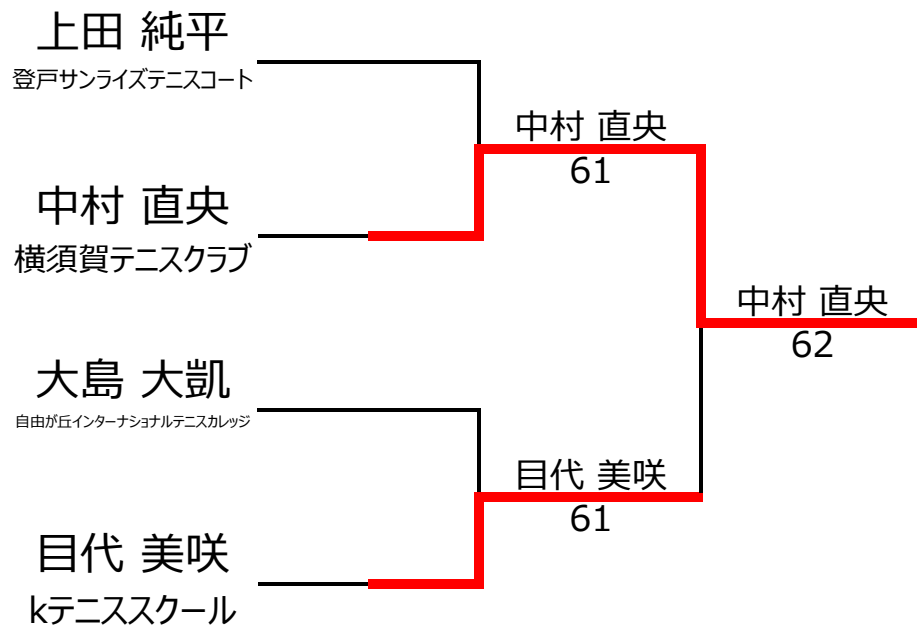 上田 純平
登戸サンライズテニスコート
中村 直央
61
中村 直央
横須賀テニスクラブ
中村 直央
62
大島 大凱
自由が丘インターナショナルテニスカレッジ
目代 美咲
61
目代 美咲
kテニススクール